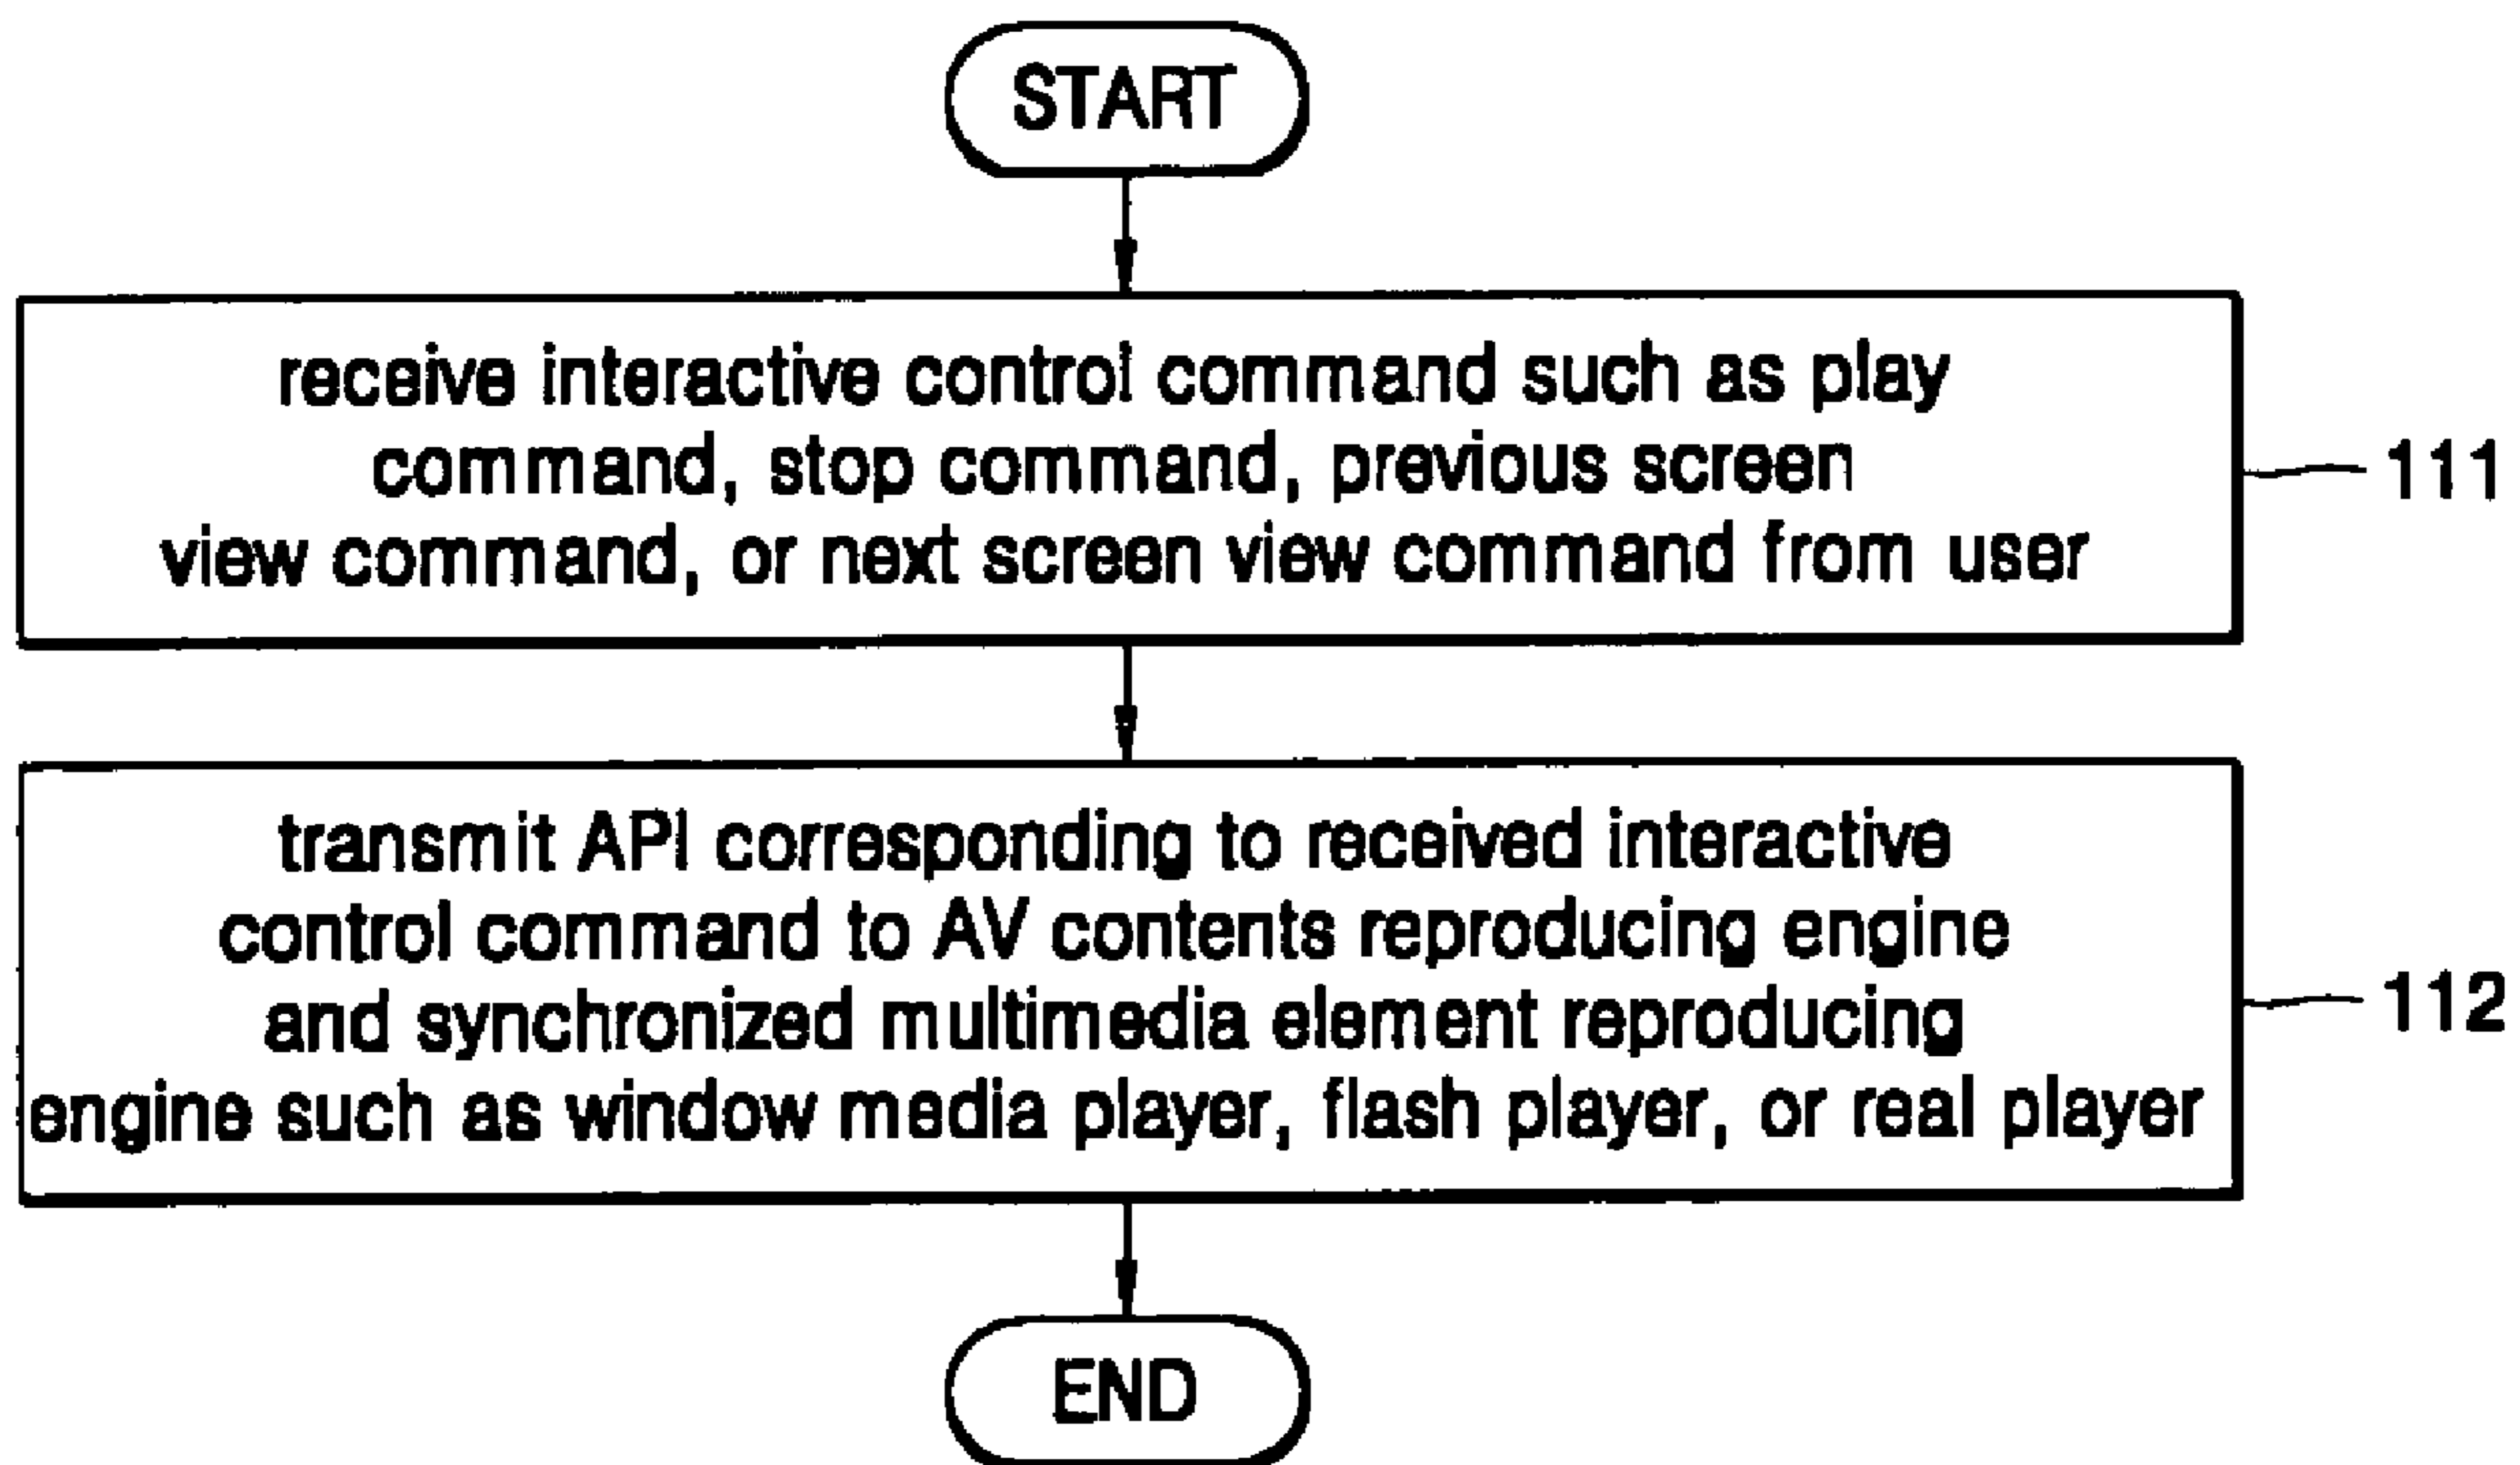 START
receive interactive control command such as play
command, stop command, previous screen
view command, or next screen view command from user
111
transmit API corresponding to received interactive
control command to AV contents reproducing engine
and synchronized multimedia element reproducing
engine such as window media player, flash player, or real player
112
END